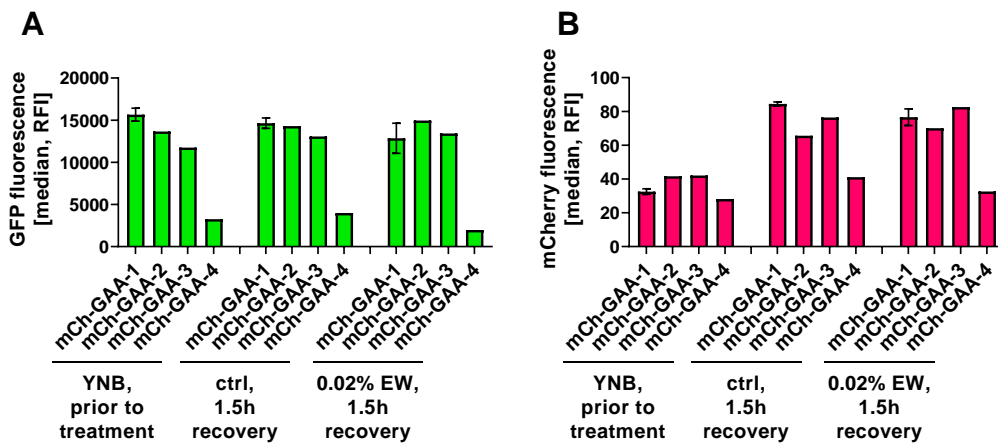 A
GFP fluorescence
[median, RFI]
20000
15000
10000
5000
0
mCh-GAA-1
mCh-GAA-2
mCh-GAA-3
mCh-GAA-4
mCh-GAA-1
mCh-GAA-2
mCh-GAA-3
mCh-GAA-4
mCh-GAA-1
mCh-GAA-2
mCh-GAA-3
mCh-GAA-4
YNB,
prior to
treatment
ctrl,
1.5h
recovery
0.02% EW,
1.5h
recovery
B
mCherry fluorescence
[median, RFI]
100
80
60
40
20
0
mCh-GAA-1
mCh-GAA-2
mCh-GAA-3
mCh-GAA-4
mCh-GAA-1
mCh-GAA-2
mCh-GAA-3
mCh-GAA-4
mCh-GAA-1
mCh-GAA-2
mCh-GAA-3
mCh-GAA-4
YNB,
prior to
treatment
ctrl,
1.5h
recovery
0.02% EW,
1.5h
recovery